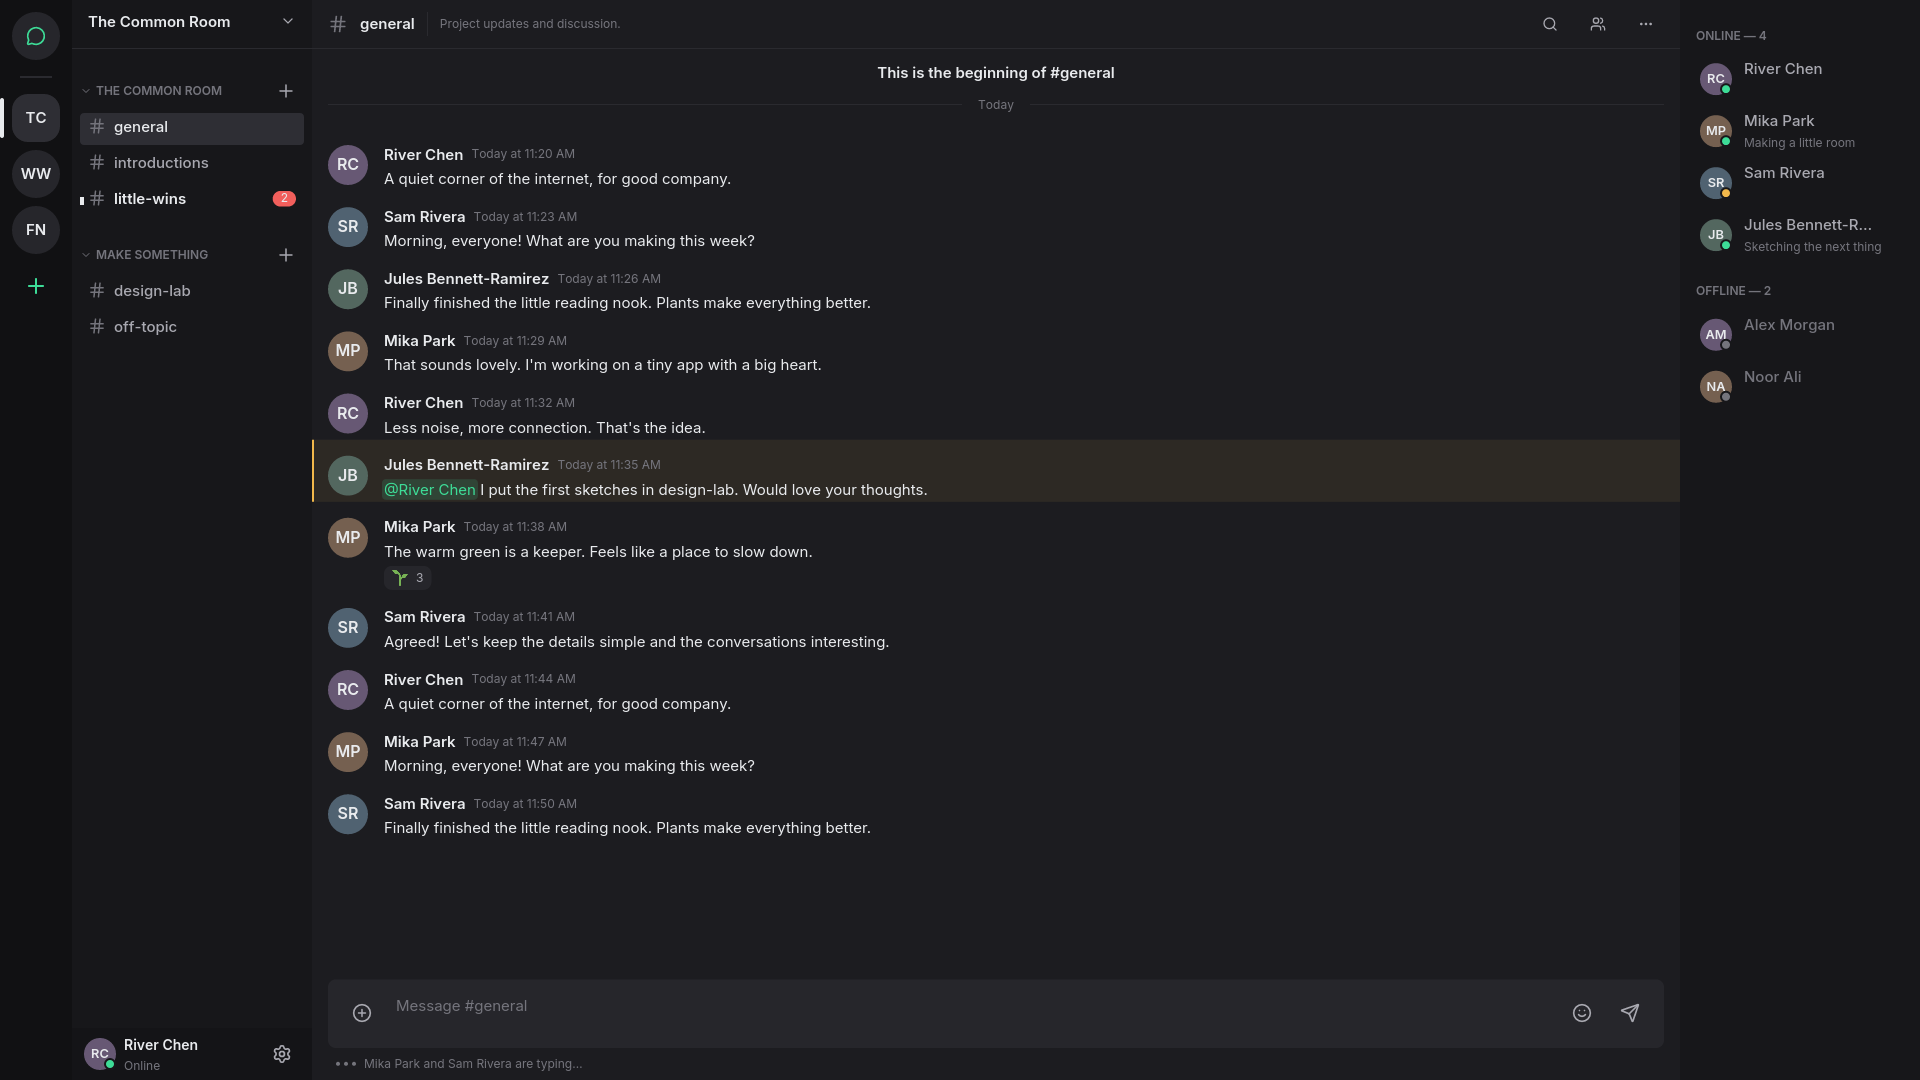 The Common Room
TC
WW
FN
THE COMMON ROOM
general
introductions
little-wins 2
MAKE SOMETHING
design-lab
off-topic
RC River Chen
Online
# general Project updates and discussion.
This is the beginning of #general
Today
RC River Chen Today at 11:20 AM
A quiet corner of the internet, for good company.
SR Sam Rivera Today at 11:23 AM
Morning, everyone! What are you making this week?
JB Jules Bennett-Ramirez Today at 11:26 AM
Finally finished the little reading nook. Plants make everything better.
MP Mika Park Today at 11:29 AM
That sounds lovely. I'm working on a tiny app with a big heart.
RC River Chen Today at 11:32 AM
Less noise, more connection. That's the idea.
JB Jules Bennett-Ramirez Today at 11:35 AM
@River Chen I put the first sketches in design-lab. Would love your thoughts.
MP Mika Park Today at 11:38 AM
The warm green is a keeper. Feels like a place to slow down.
3
SR Sam Rivera Today at 11:41 AM
Agreed! Let's keep the details simple and the conversations interesting.
RC River Chen Today at 11:44 AM
A quiet corner of the internet, for good company.
MP Mika Park Today at 11:47 AM
Morning, everyone! What are you making this week?
SR Sam Rivera Today at 11:50 AM
Finally finished the little reading nook. Plants make everything better.
Message #general
Mika Park and Sam Rivera are typing...
ONLINE — 4
RC River Chen
MP Mika Park
Making a little room
SR Sam Rivera
JB Jules Bennett-R...
Sketching the next thing
OFFLINE — 2
AM Alex Morgan
NA Noor Ali